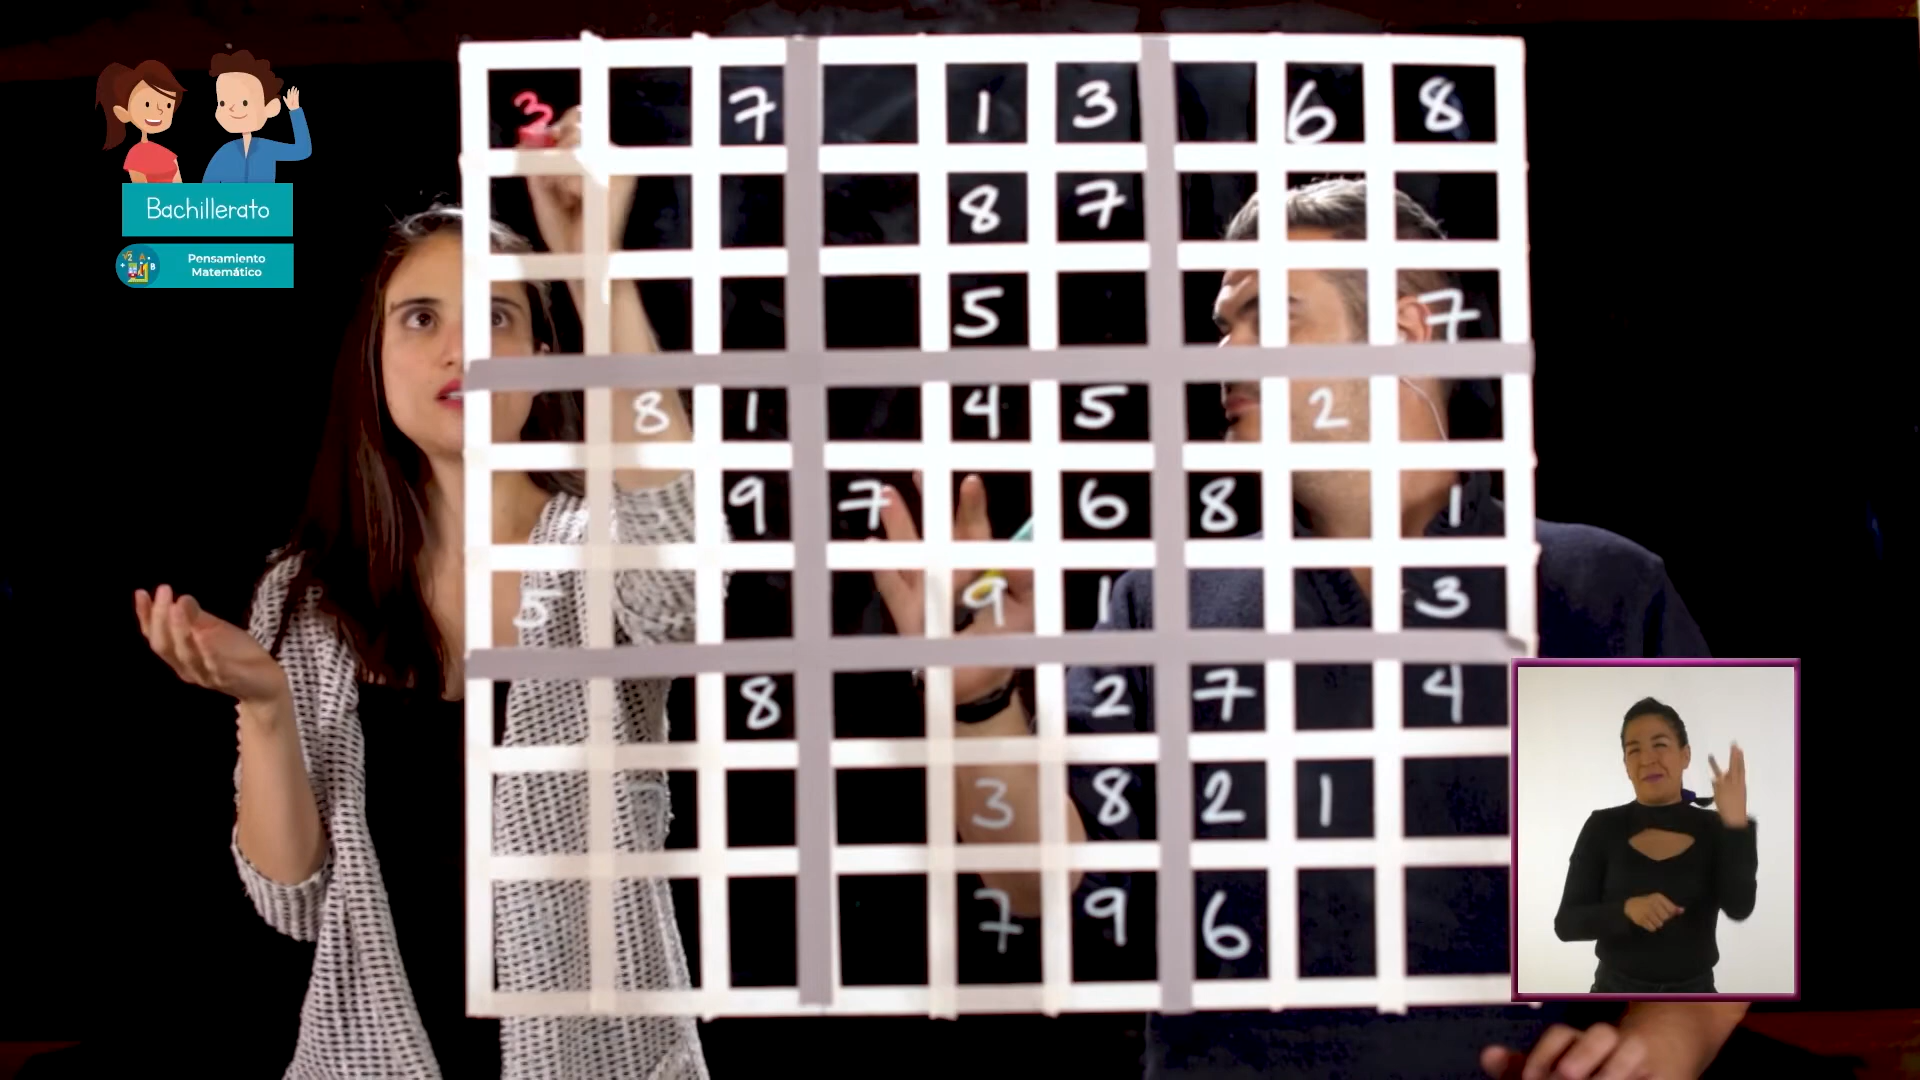 Bachillerato
Pensamiento
Matemático
3 7 1 3 6 8
8 7
5 7
8 1 4 5 2
9 7 6 8 1
5 9 1 3
8 2 7 4
3 8 2 1
7 9 6